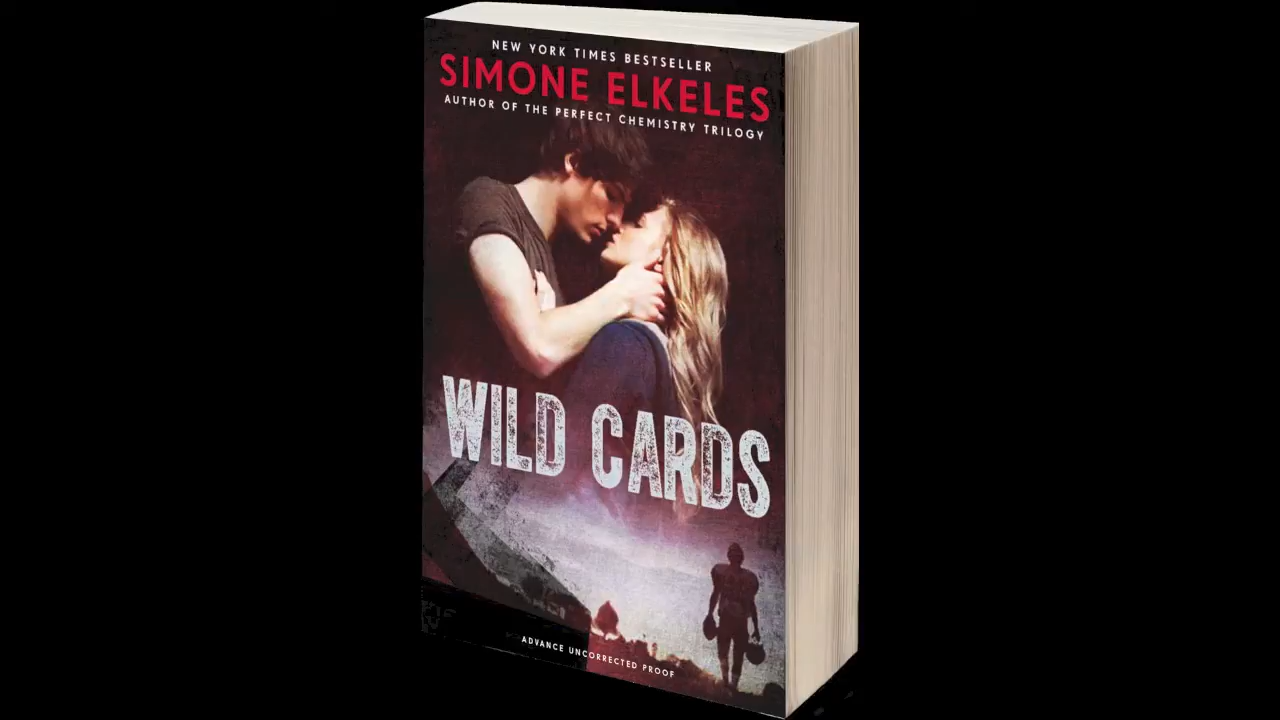 NEW YORK TIMES BESTSELLER
SIMONE ELKELES
AUTHOR OF THE PERFECT CHEMISTRY TRILOGY
WILD CARDS
ADVANCE UNCORRECTED PROOF